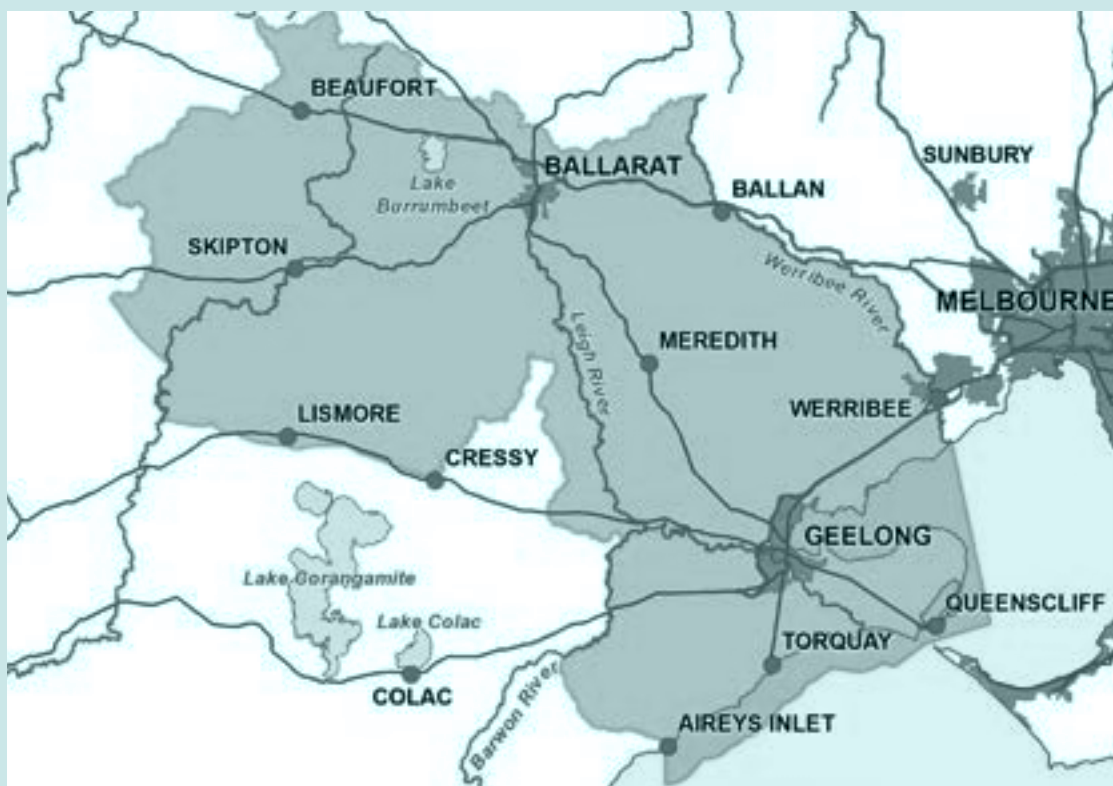 BEAUFORT
SUNBURY
BALLARAT
Lake
Burrumbeet
BALLAN
SKIPTON
Werribee River
MELBOURNE
Leigh River
MEREDITH
WERRIBEE
LISMORE
CRESSY
GEELONG
Lake Corangamite
QUEENSCLIFF
Lake Colac
TORQUAY
COLAC
Barwon River
AIREYS INLET